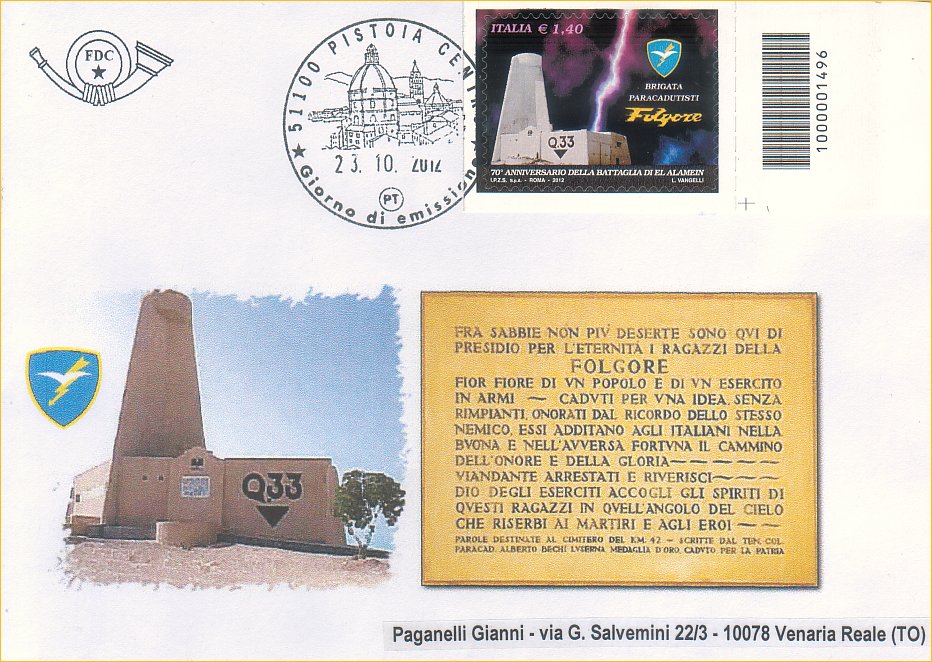 FDC
51100 PISTOIA CENT
23. 10. 2012
Giorno di emissione
PT
ITALIA € 1,40
BRIGATA
PARACADUTISTI
Folgore
Q.33
70° ANNIVERSARIO DELLA BATTAGLIA DI EL ALAMEIN
I.P.Z.S. s.p.a. - ROMA - 2012 L. VANGELLI
10000001496
Q33
FRA SABBIE NON PIV' DESERTE SONO QVI DI
PRESIDIO PER L'ETERNITÀ I RAGAZZI DELLA
FOLGORE
FIOR FIORE DI VN POPOLO E DI VN ESERCITO
IN ARMI — CADVTI PER VNA IDEA, SENZA
RIMPIANTI, ONORATI DAL RICORDO DELLO STESSO
NEMICO, ESSI ADDITANO AGLI ITALIANI NELLA
BVONA E NELL'AVVERSA FORTVNA IL CAMMINO
DELL'ONORE E DELLA GLORIA————
VIANDANTE ARRESTATI E RIVERISCI——
DIO DEGLI ESERCITI ACCOGLI GLI SPIRITI DI
QVESTI RAGAZZI IN QVELL'ANGOLO DEL CIELO
CHE RISERBI AI MARTIRI E AGLI EROI——
PAROLE DESTINATE AL CIMITERO DEL KM. 42 — SCRITTE DAL TEN. COL.
PARACAD. ALBERTO BECHI LVSERNA MEDAGLIA D'ORO, CADVTO PER LA PATRIA
Paganelli Gianni - via G. Salvemini 22/3 - 10078 Venaria Reale (TO)